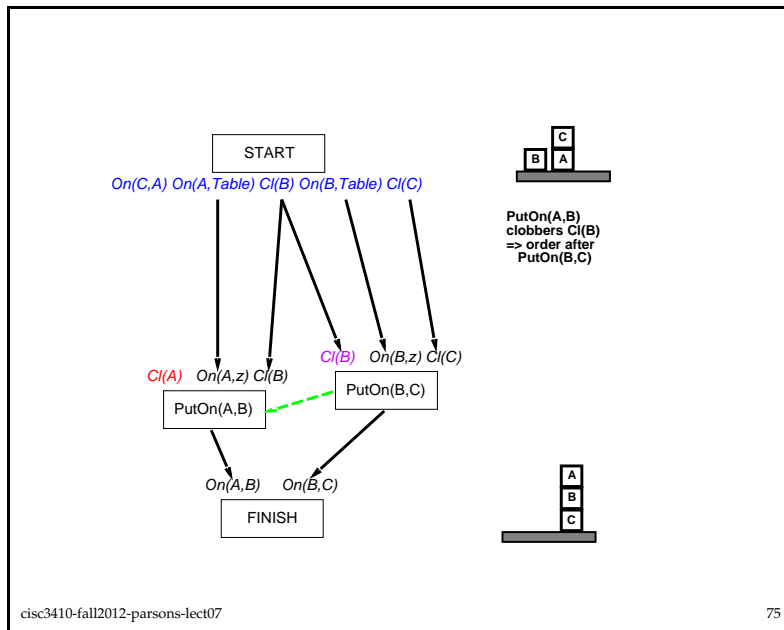 START
On(C,A) On(A,Table) Cl(B) On(B,Table) Cl(C)
C
B A
PutOn(A,B)
clobbers Cl(B)
=> order after
PutOn(B,C)
Cl(B) On(B,z) Cl(C)
Cl(A) On(A,z) Cl(B)
PutOn(B,C)
PutOn(A,B)
On(A,B) On(B,C)
FINISH
A
B
C
cisc3410-fall2012-parsons-lect07 75